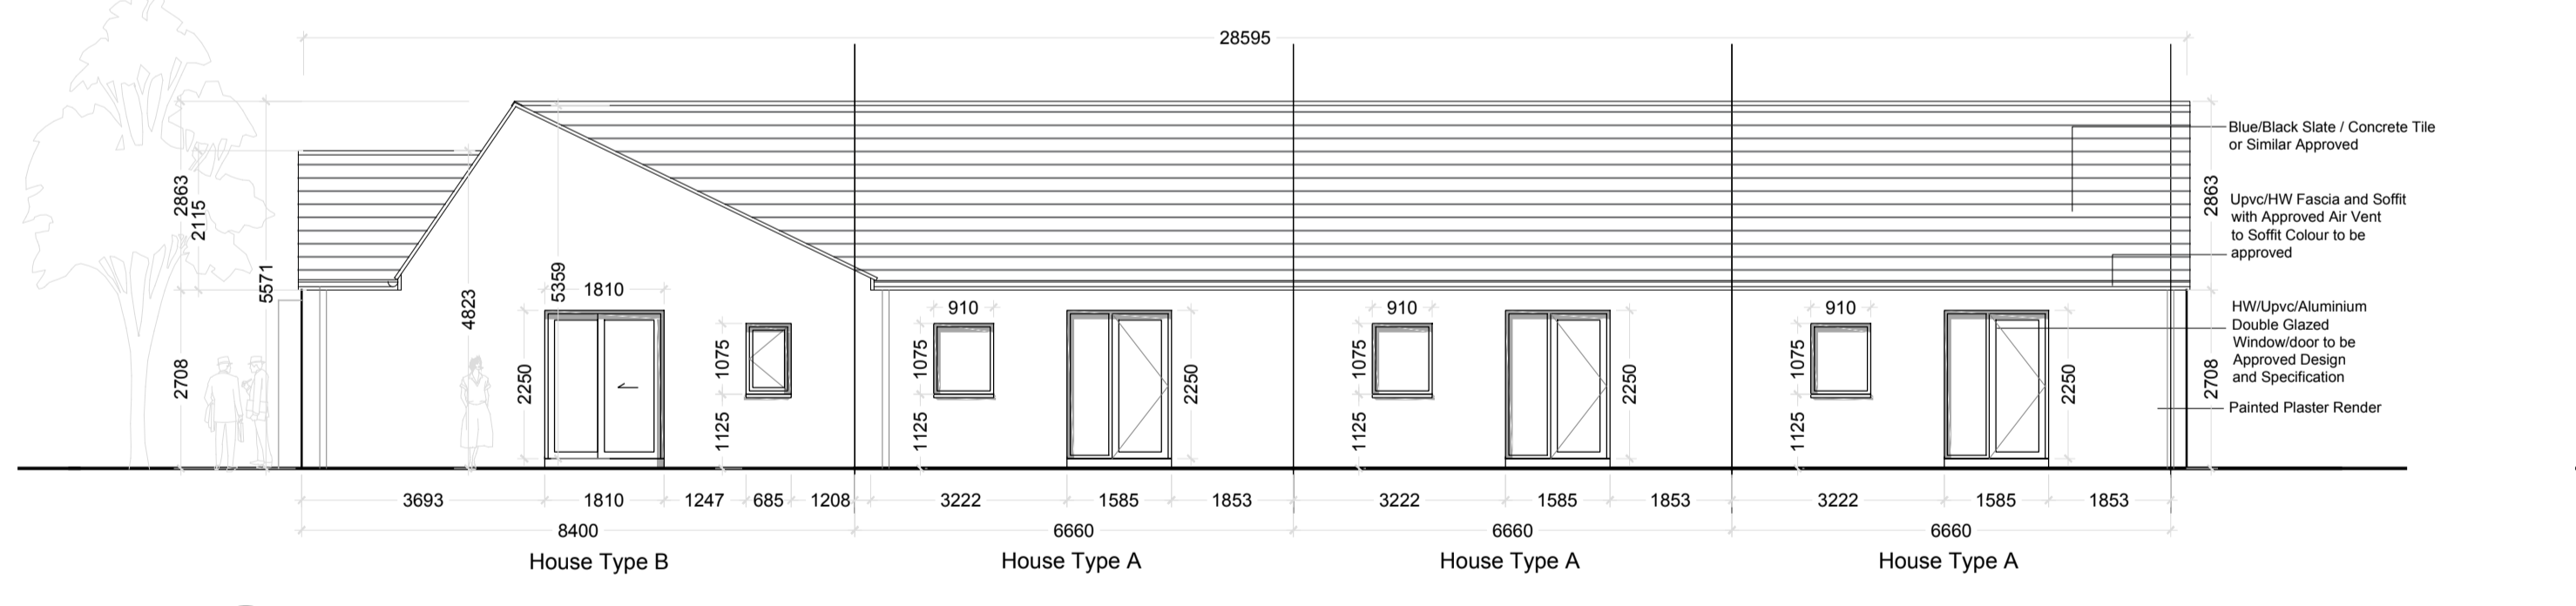 28595
Blue/Black Slate / Concrete Tile
or Similar Approved
2863
2115
5571
4823
5359
2708
2863
Upvc/HW Fascia and Soffit
with Approved Air Vent
to Soffit Colour to be
approved
1810
2250
1075
1125
910
1075
1125
2250
910
1075
1125
2250
910
1075
1125
2250
2708
HW/Upvc/Aluminium
Double Glazed
Window/door to be
Approved Design
and Specification
Painted Plaster Render
3693 1810 1247 685 1208 3222 1585 1853 3222 1585 1853 3222 1585 1853
8400 6660 6660 6660
House Type B House Type A House Type A House Type A